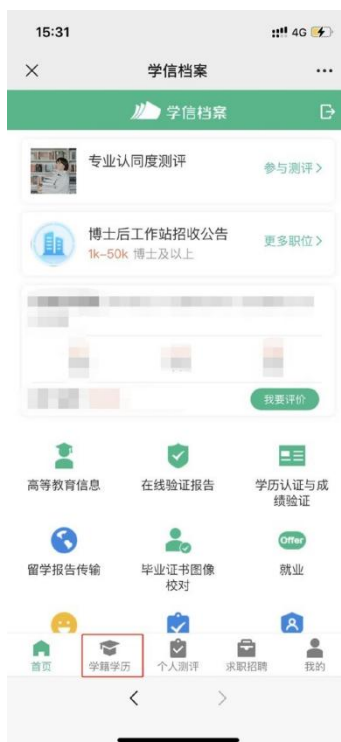 15:31
4G
学信档案
学信档案
专业认同度测评
参与测评 >
博士后工作站招收公告
更多职位 >
1k-50k 博士及以上
我要评价
高等教育信息
在线验证报告
学历认证与成
绩验证
留学报告传输
毕业证书图像
校对
Offer
就业
首页
学籍学历
个人测评
求职招聘
我的